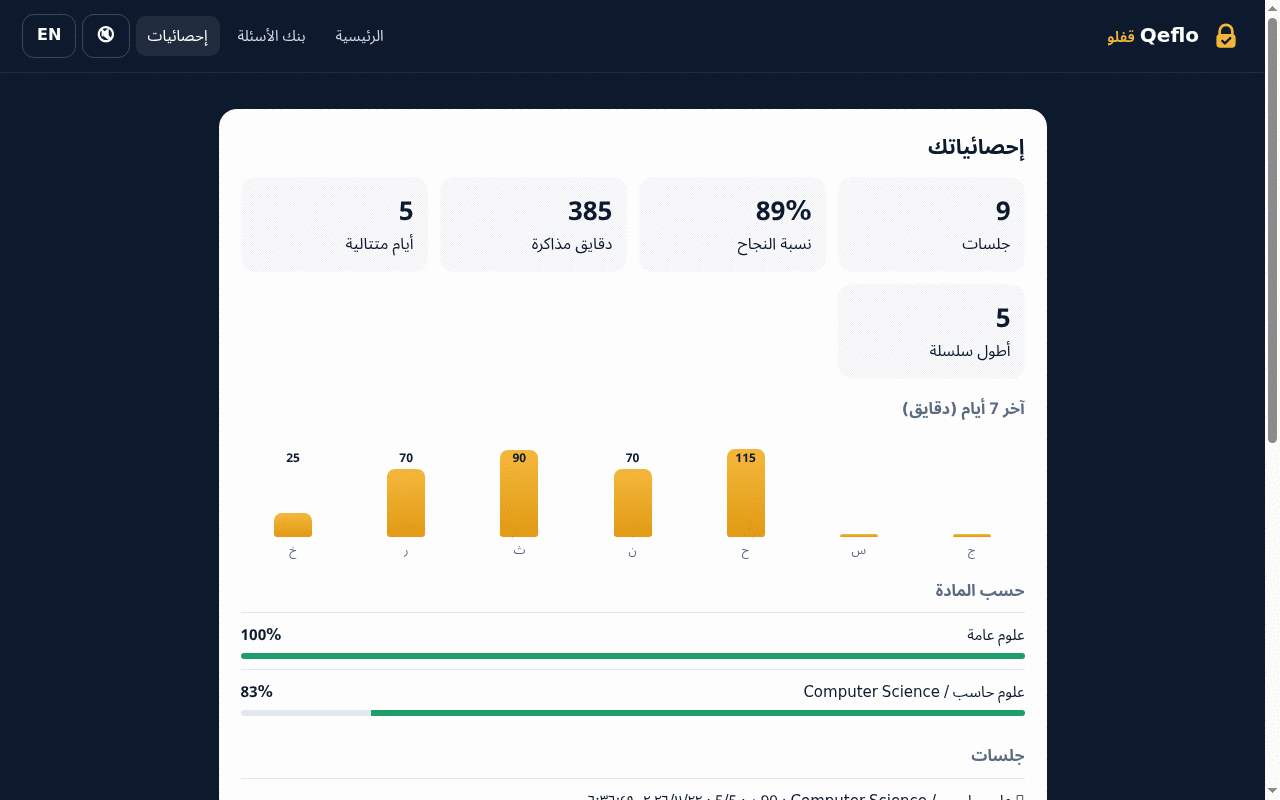 Qeflo قفلو
الرئيسية
بنك الأسئلة
إحصائيات
EN
إحصائياتك
9
جلسات
89%
نسبة النجاح
385
دقايق مذاكرة
5
أيام متتالية
5
أطول سلسلة
آخر 7 أيام (دقايق)
115
70
90
70
25
ج
س
ح
ن
ث
ر
خ
حسب المادة
علوم عامة
100%
علوم حاسب / Computer Science
83%
جلسات